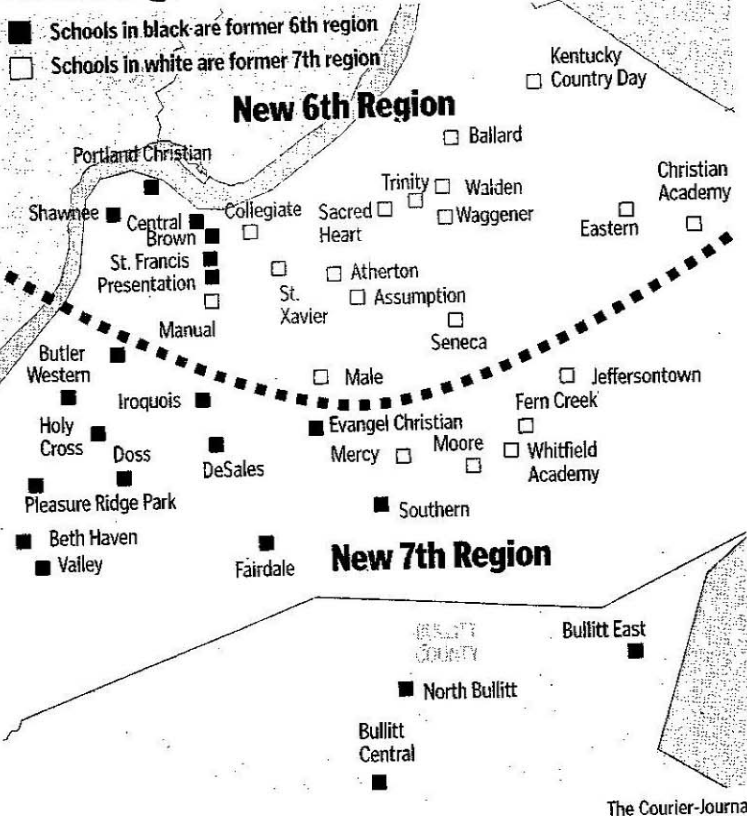 Schools in black are former 6th region
Schools in white are former 7th region
Kentucky
Country Day
New 6th Region
Ballard
Portland Christian
Christian
Academy
Trinity
Walden
Shawnee
Central
Collegiate
Sacred
Heart
Waggener
Eastern
Brown
St. Francis
Presentation
St.
Xavier
Atherton
Assumption
Manual
Seneca
Butler
Western
Male
Jeffersontown
Iroquois
Fern Creek
Holy
Cross
Evangel Christian
Doss
DeSales
Mercy
Moore
Whitfield
Academy
Pleasure Ridge Park
Southern
Beth Haven
Valley
Fairdale
New 7th Region
BULLITT
COUNTY
Bullitt East
North Bullitt
Bullitt
Central
The Courier-Journa